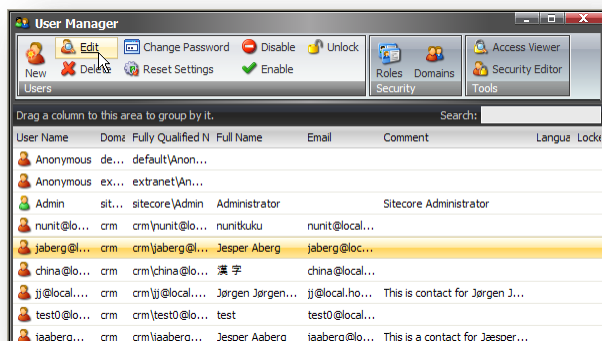 User Manager
Edit Change Password Disable Unlock Access Viewer
New Delete Reset Settings Enable Roles Domains Security Editor
Users Security Tools
Drag a column to this area to group by it. Search:
User Name Doma Fully Qualified N Full Name Email Comment Langua Locke
Anonymous de... default\Anon...
Anonymous ex... extranet\An...
Admin sit... sitecore\Admin Administrator Sitecore Administrator
nunit@lo... crm crm\nunit@lo... nunitkuku nunit@local...
jaberg@l... crm crm\jaberg@l... Jesper Aberg jaberg@loc...
china@lo... crm crm\china@lo... 漢 字 china@local...
jj@local.... crm crm\jj@local.... Jørgen Jørgen... jj@local.ho... This is contact for Jørgen J...
test0@lo... crm crm\test0@lo... test test0@local...
jaaberg... crm crm\jaaberg... Jesper Aaberg jaaberg@lo... This is a contact for Jæsper...